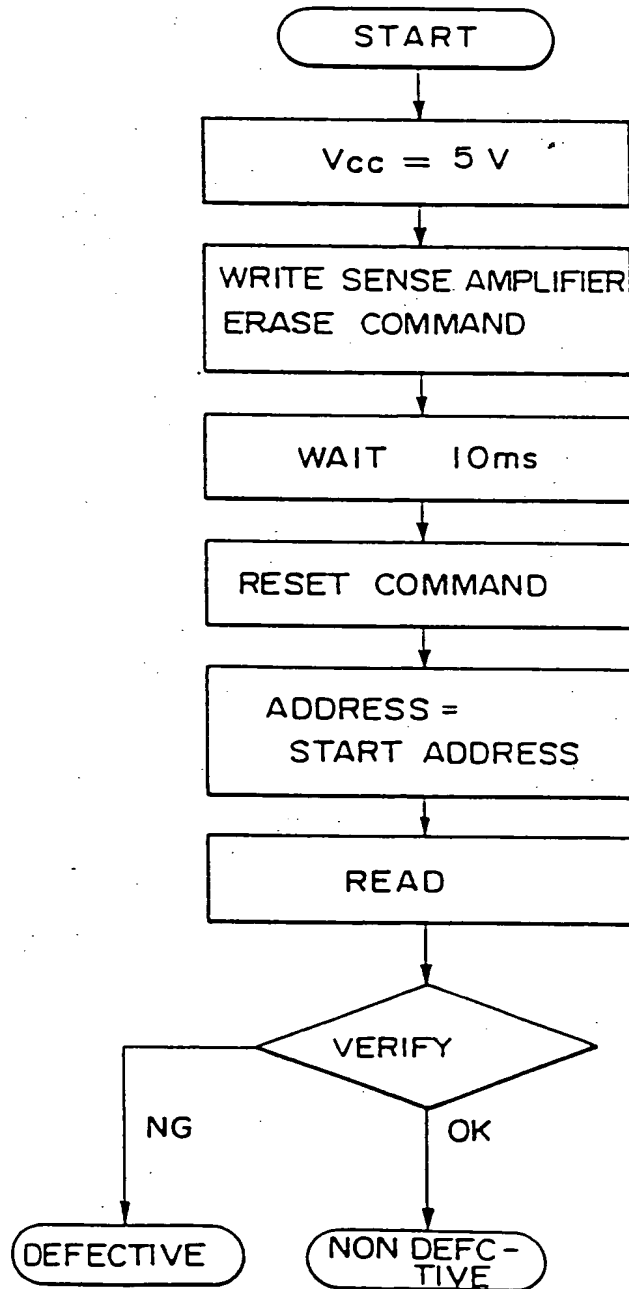 START
Vcc = 5 V
WRITE SENSE AMPLIFIER
ERASE COMMAND
WAIT 10ms
RESET COMMAND
ADDRESS =
START ADDRESS
READ
VERIFY
NG
OK
DEFECTIVE
NON DEFC-
TIVE